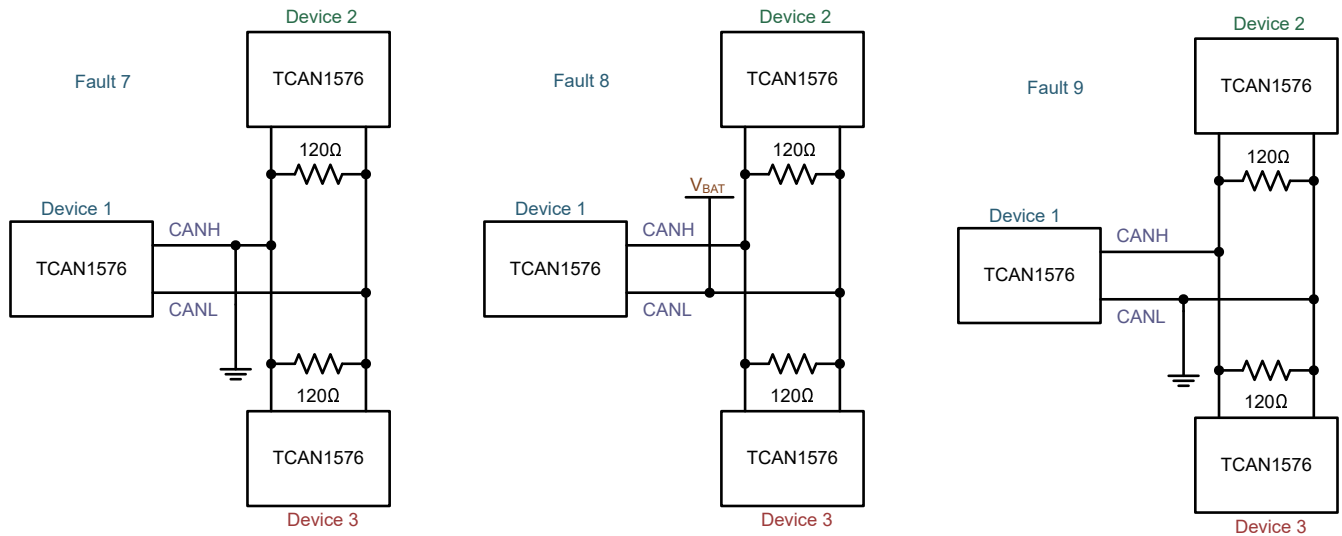 Fault 7
Device 2
TCAN1576
120Ω
Device 1
TCAN1576
CANH
CANL
120Ω
TCAN1576
Device 3
Fault 8
Device 2
TCAN1576
120Ω
VBAT
Device 1
TCAN1576
CANH
CANL
120Ω
TCAN1576
Device 3
Fault 9
Device 2
TCAN1576
120Ω
Device 1
TCAN1576
CANH
CANL
120Ω
TCAN1576
Device 3